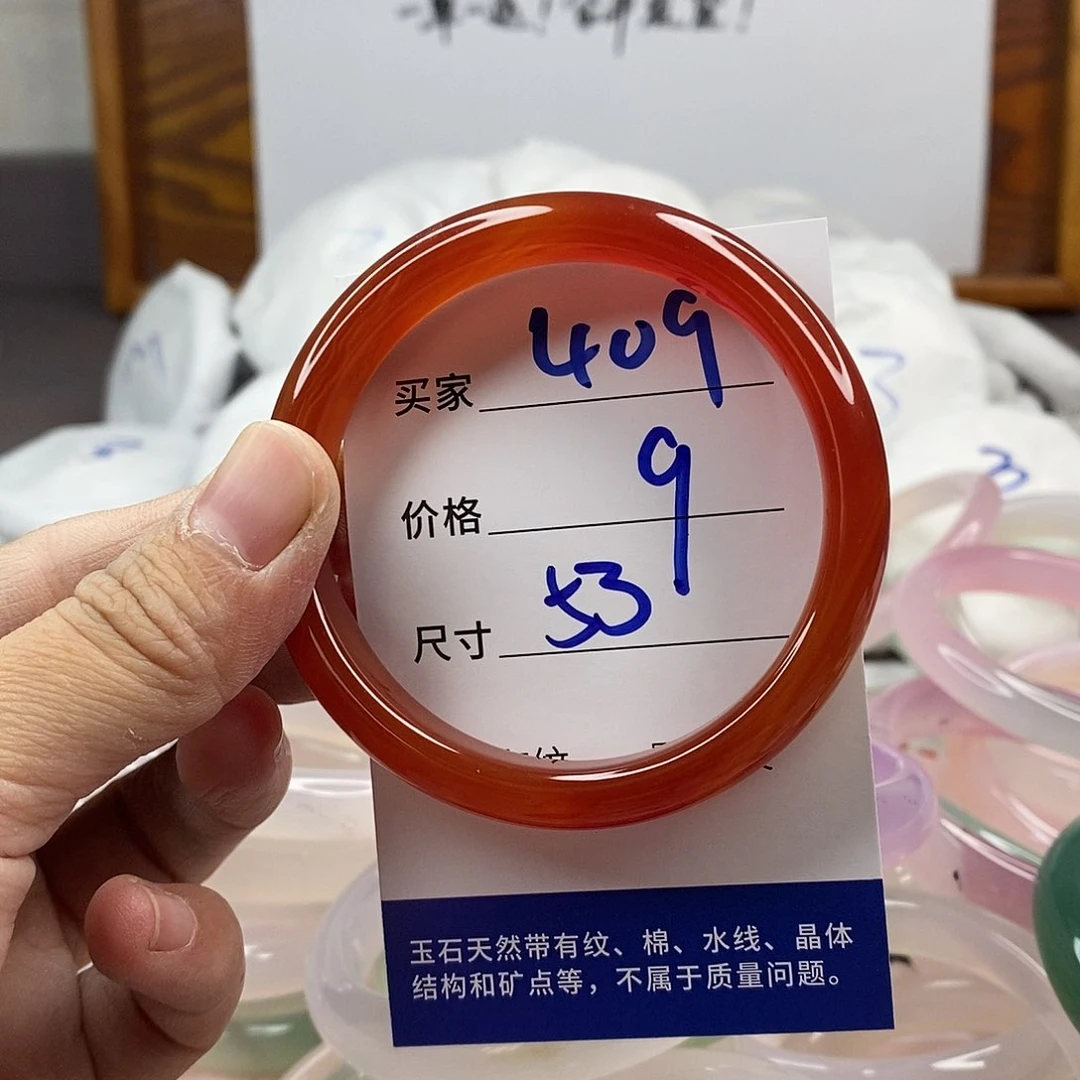 买家 409
价格 9
尺寸 53
玉石天然带有纹、棉、水线、晶体
结构和矿点等，不属于质量问题。